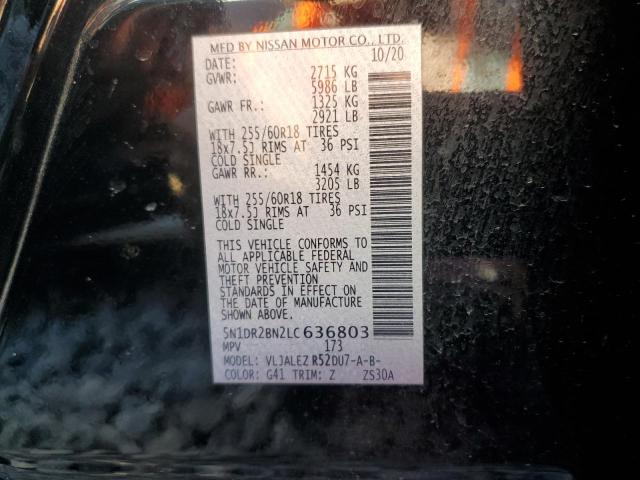 MFD BY NISSAN MOTOR CO., LTD.
DATE: 10/20
GVWR: 2715 KG
5986 LB
GAWR FR.: 1325 KG
2921 LB
WITH 255/60R18 TIRES
18x7.5J RIMS AT 36 PSI
COLD SINGLE
GAWR RR.: 1454 KG
3205 LB
WITH 255/60R18 TIRES
18x7.5J RIMS AT 36 PSI
COLD SINGLE
THIS VEHICLE CONFORMS TO
ALL APPLICABLE FEDERAL
MOTOR VEHICLE SAFETY AND
THEFT PREVENTION
STANDARDS IN EFFECT ON
THE DATE OF MANUFACTURE
SHOWN ABOVE.
5N1DR2BN2LC636803
MPV 173
MODEL: VLJALEZ R52DU7-A-B-
COLOR: G41 TRIM: Z ZS30A